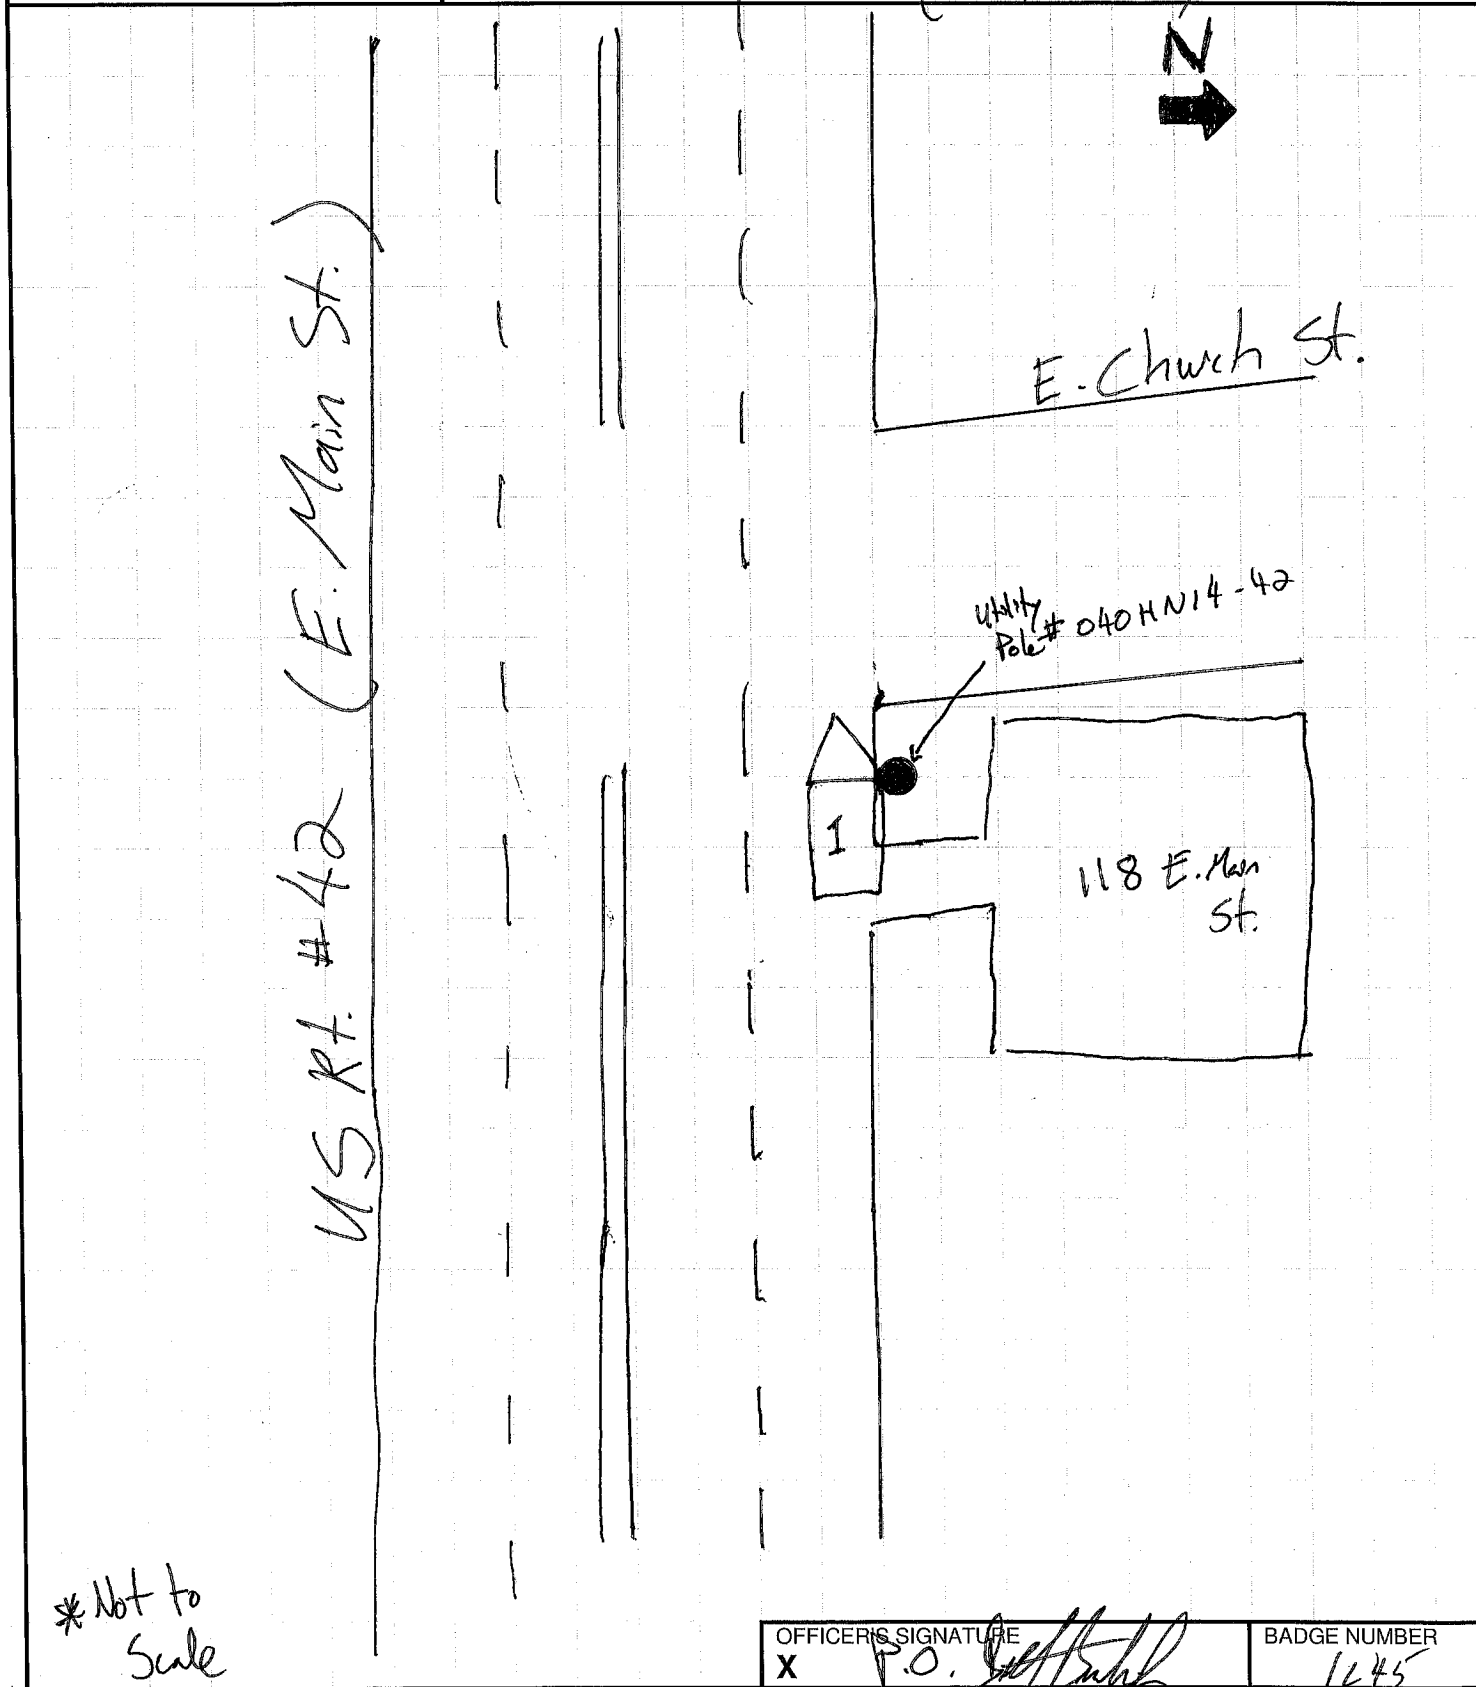 N
US Rt. #42 (E. Main St.)
E. Church St.
Utility
Pole # 040HN14-42
1
118 E. Main
St.
*Not to
Scale
OFFICER'S SIGNATURE
X P.O.
BADGE NUMBER